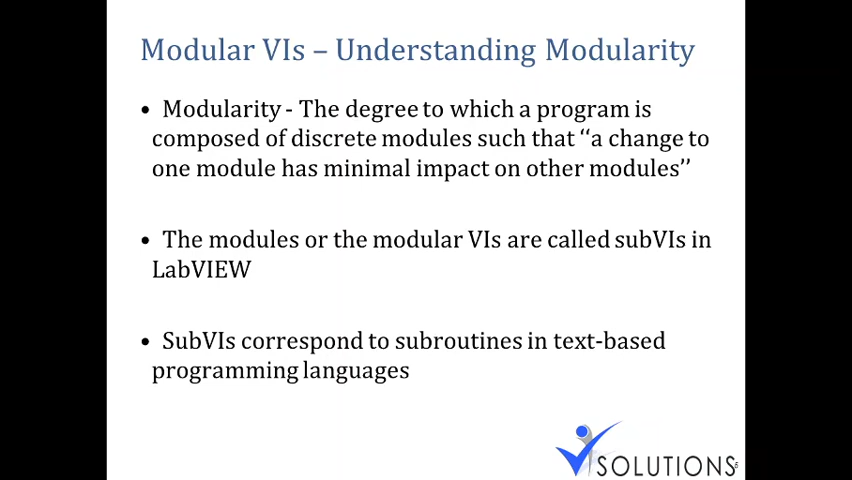 Modular VIs – Understanding Modularity
• Modularity - The degree to which a program is
composed of discrete modules such that ‘‘a change to
one module has minimal impact on other modules’’
• The modules or the modular VIs are called subVIs in
LabVIEW
• SubVIs correspond to subroutines in text-based
programming languages
VI SOLUTIONS